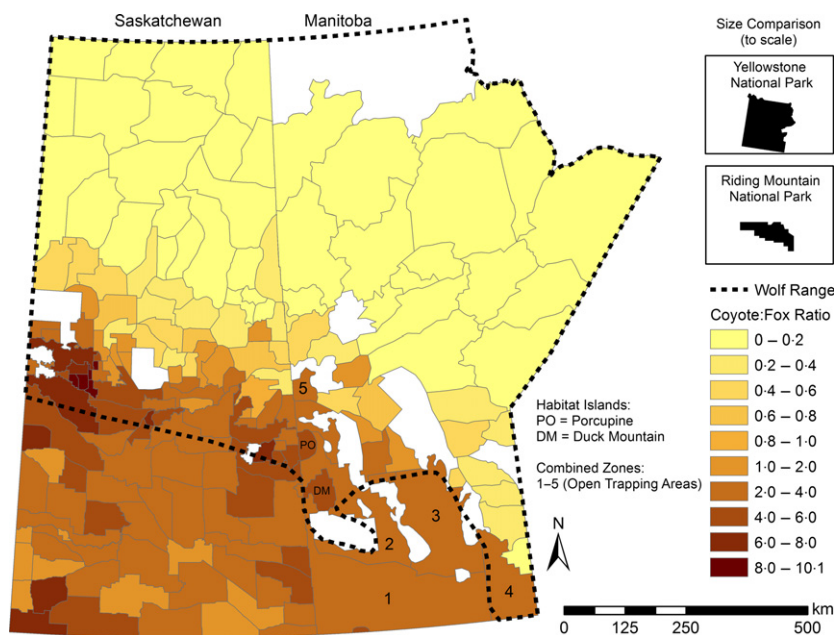 Saskatchewan Manitoba
Size Comparison
(to scale)
Yellowstone
National Park
Riding Mountain
National Park
Wolf Range
Coyote:Fox Ratio
0 – 0·2
0·2 – 0·4
0·4 – 0·6
0·6 – 0·8
0·8 – 1·0
1·0 – 2·0
2·0 – 4·0
4·0 – 6·0
6·0 – 8·0
8·0 – 10·1
Habitat Islands:
PO = Porcupine
DM = Duck Mountain
Combined Zones:
1–5 (Open Trapping Areas)
5
PO
DM
3
2
1
4
N
km
0 125 250 500